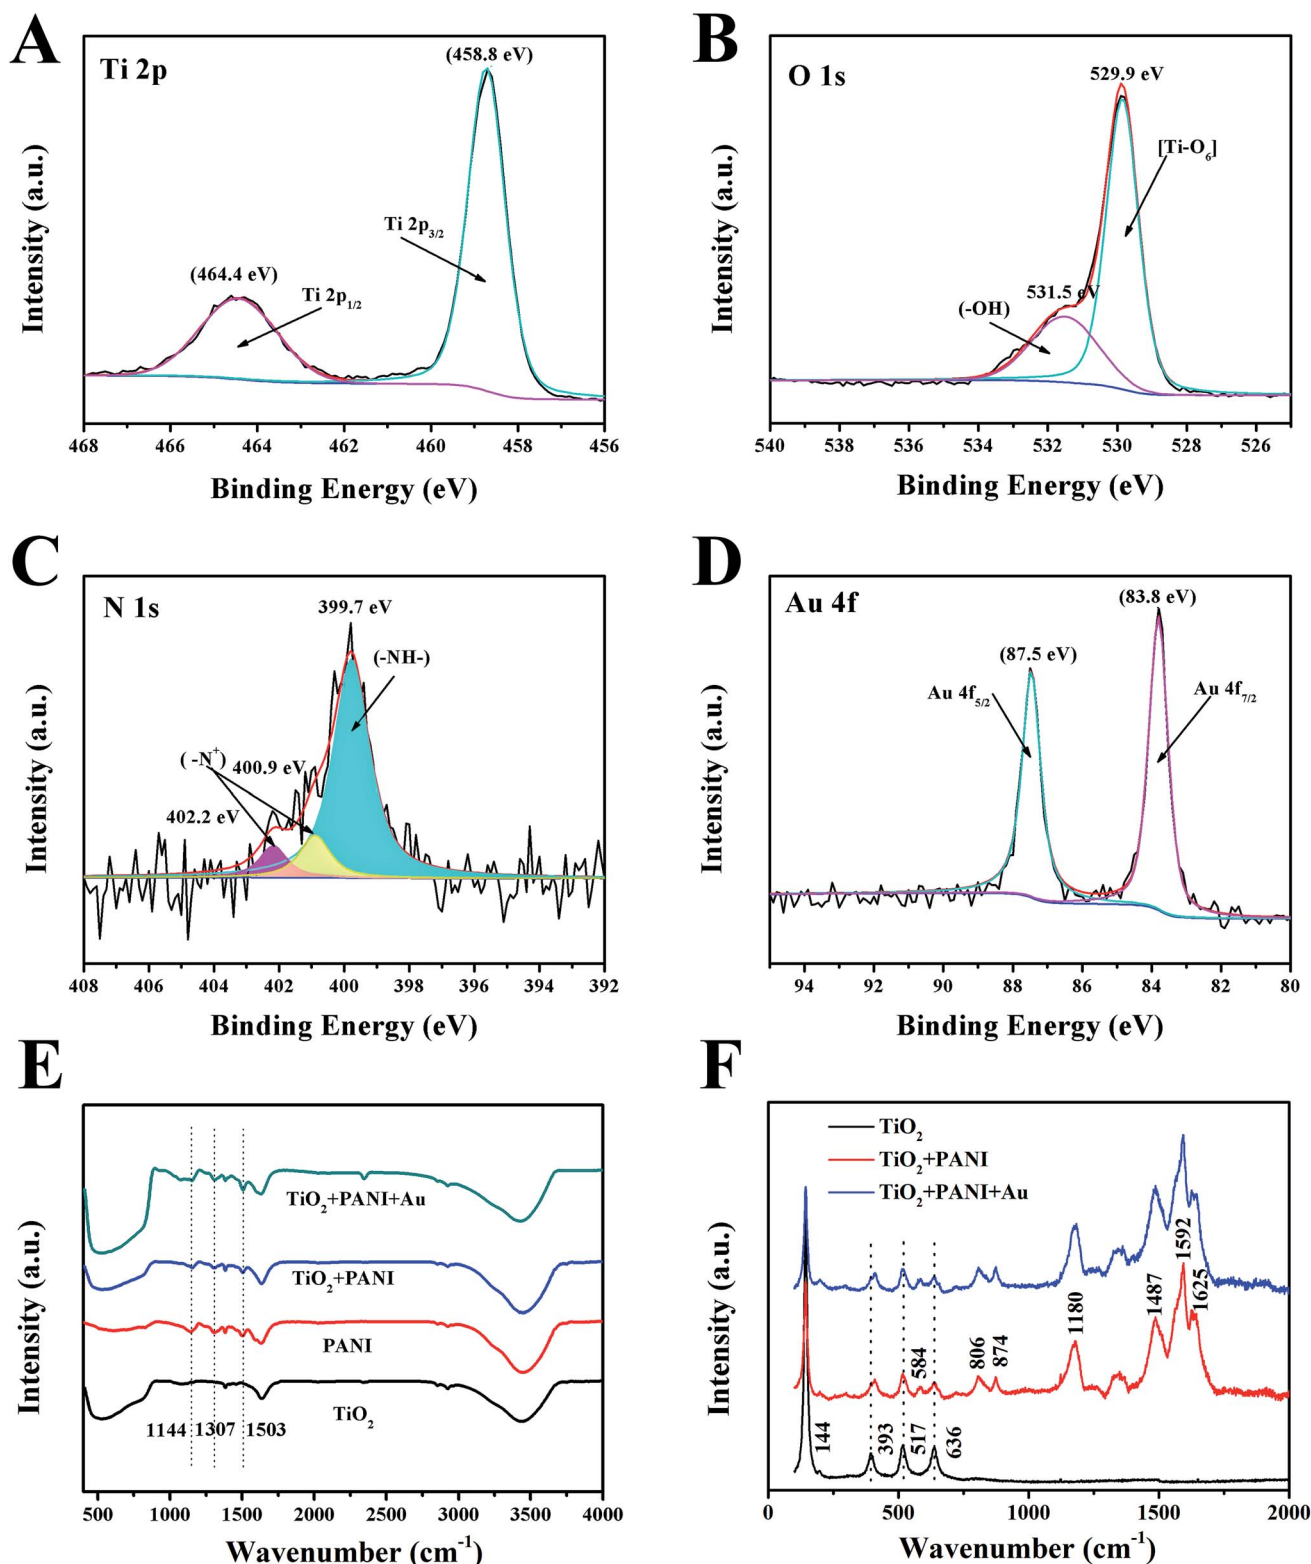 A
Ti 2p
(458.8 eV)
Ti 2p3/2
(464.4 eV)
Ti 2p1/2
Intensity (a.u.)
468 466 464 462 460 458 456
Binding Energy (eV)
B
O 1s
529.9 eV
[Ti-O6]
531.5 eV
(-OH)
Intensity (a.u.)
540 538 536 534 532 530 528 526
Binding Energy (eV)
C
N 1s
399.7 eV
(-NH-)
( -N+)
400.9 eV
402.2 eV
Intensity (a.u.)
408 406 404 402 400 398 396 394 392
Binding Energy (eV)
D
Au 4f
(83.8 eV)
(87.5 eV)
Au 4f5/2
Au 4f7/2
Intensity (a.u.)
94 92 90 88 86 84 82 80
Binding Energy (eV)
E
TiO2+PANI+Au
TiO2+PANI
PANI
TiO2
1144 1307 1503
Intensity (a.u.)
500 1000 1500 2000 2500 3000 3500 4000
Wavenumber (cm-1)
F
TiO2
TiO2+PANI
TiO2+PANI+Au
1592
1625
1487
1180
874
806
584
144
393
517
636
Intensity (a.u.)
0 500 1000 1500 2000
Wavenumber (cm-1)